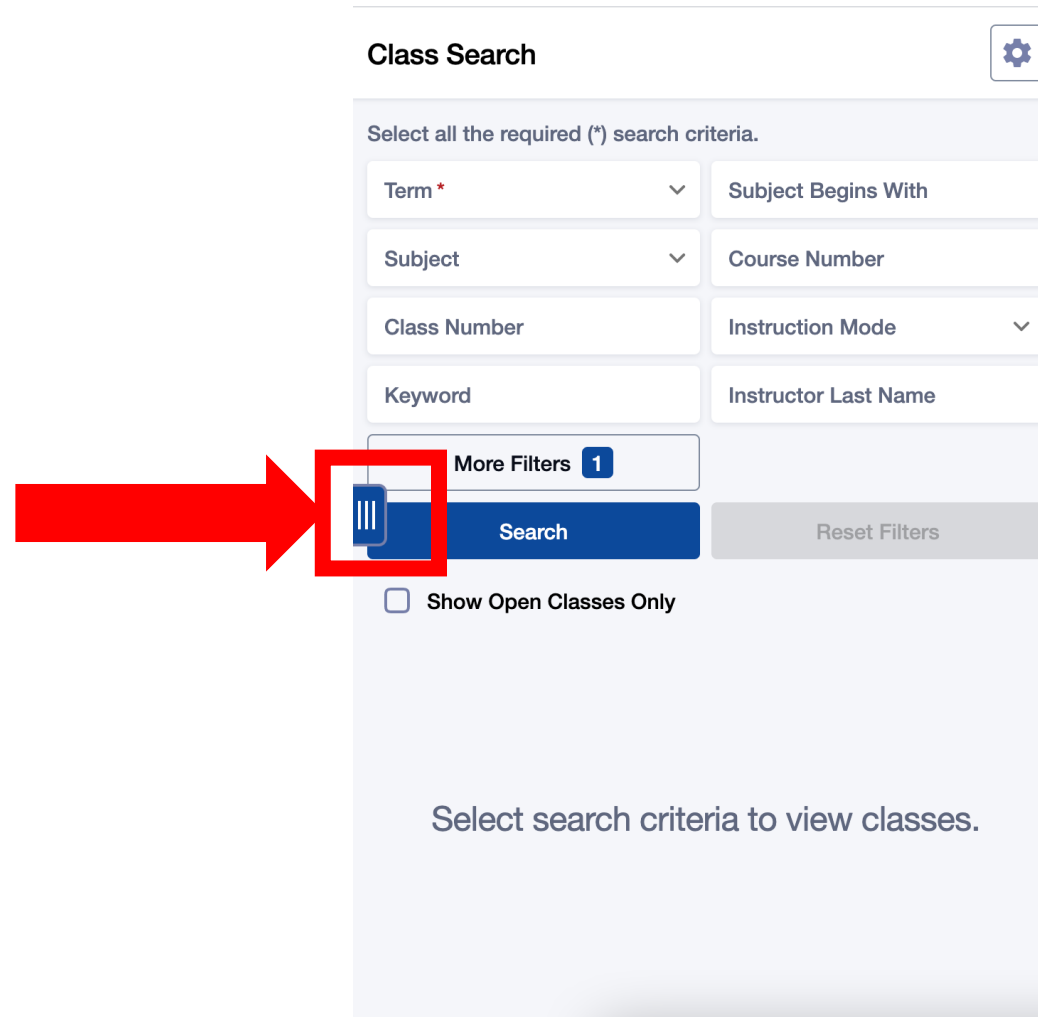 Class Search
Select all the required (*) search criteria.
Term * Subject Begins With
Subject Course Number
Class Number Instruction Mode
Keyword Instructor Last Name
More Filters 1
Search Reset Filters
Show Open Classes Only
Select search criteria to view classes.